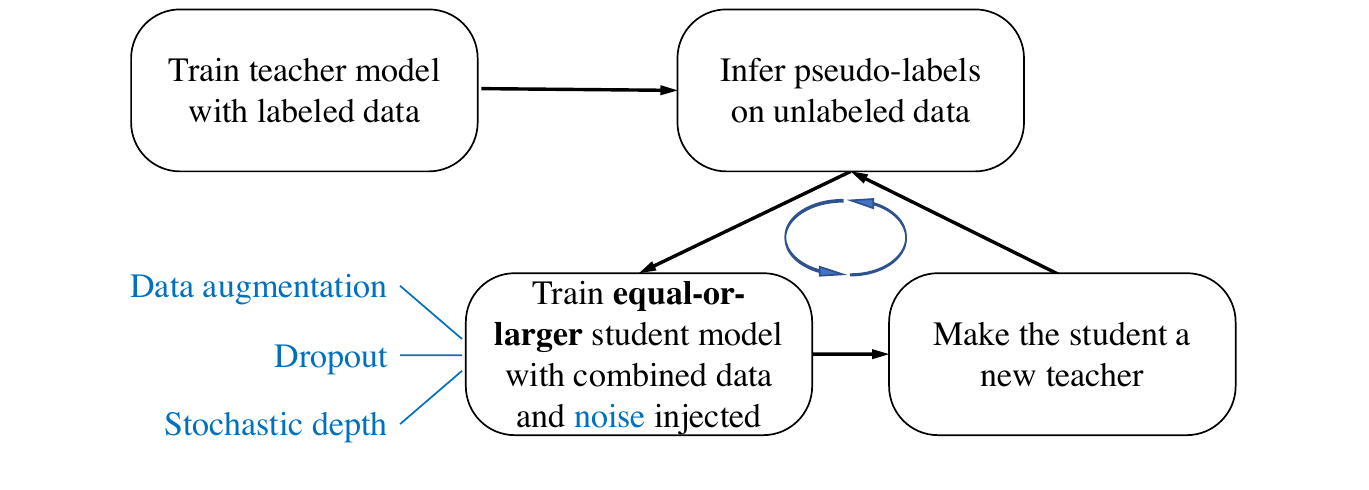 Train teacher model
with labeled data
Infer pseudo-labels
on unlabeled data
Data augmentation
Dropout
Stochastic depth
Train equal-or-
larger student model
with combined data
and noise injected
Make the student a
new teacher